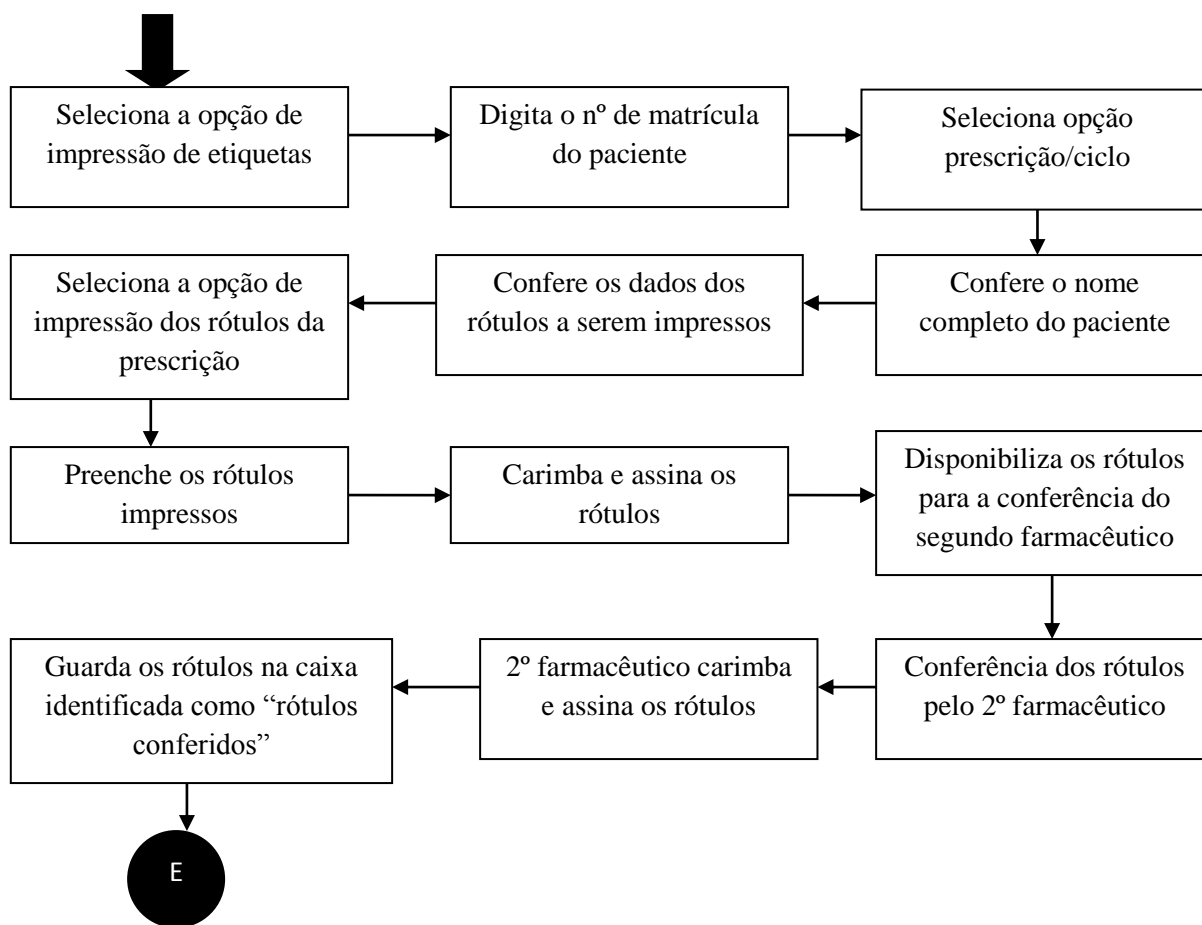 Seleciona a opção de
impressão de etiquetas
Digita o nº de matrícula
do paciente
Seleciona opção
prescrição/ciclo
Confere o nome
completo do paciente
Confere os dados dos
rótulos a serem impressos
Seleciona a opção de
impressão dos rótulos da
prescrição
Preenche os rótulos
impressos
Carimba e assina os
rótulos
Disponibiliza os rótulos
para a conferência do
segundo farmacêutico
Conferência dos rótulos
pelo 2º farmacêutico
2º farmacêutico carimba
e assina os rótulos
Guarda os rótulos na caixa
identificada como “rótulos
conferidos”
E